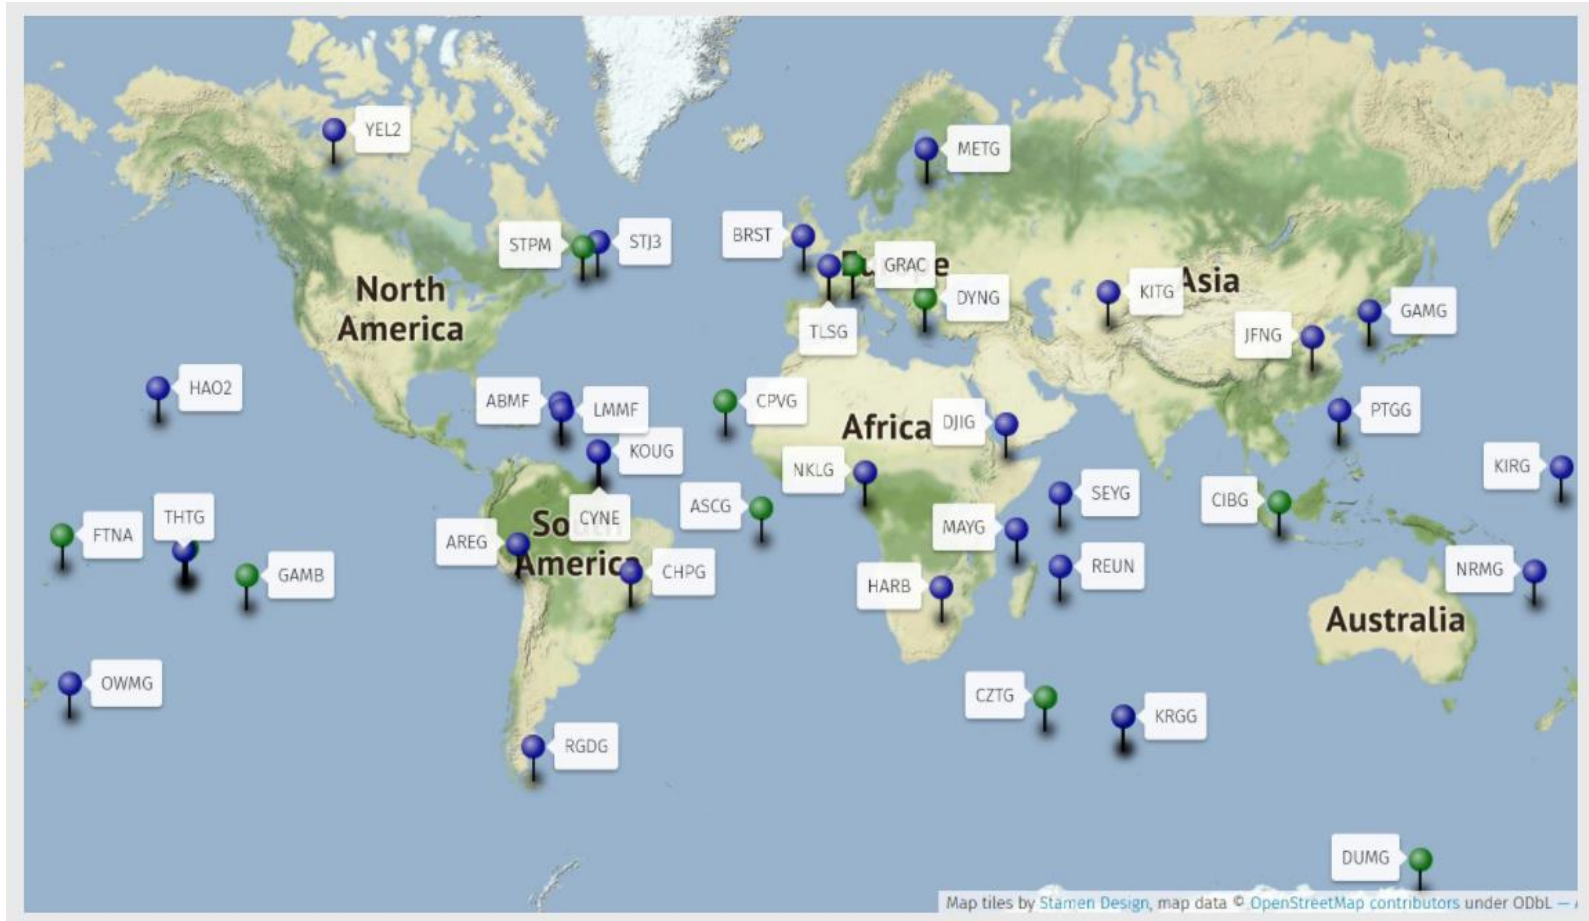 YEL2
METG
STPM
STJ3
BRST
Europe
GRAC
North
America
DYNG
KITG
Asia
TLSG
JFNG
GAMG
HAO2
ABMF
LMMF
CPVG
Africa
DJIG
PTGG
KOUG
NKLG
KIRG
SEYG
CIBG
ASCG
CYNE
South
America
THTG
FTNA
AREG
MAYG
GAMB
CHPG
HARB
REUN
NRMG
Australia
OWMG
CZTG
KRGG
RGDG
DUMG
Map tiles by Stamen Design, map data © OpenStreetMap contributors under ODbL —